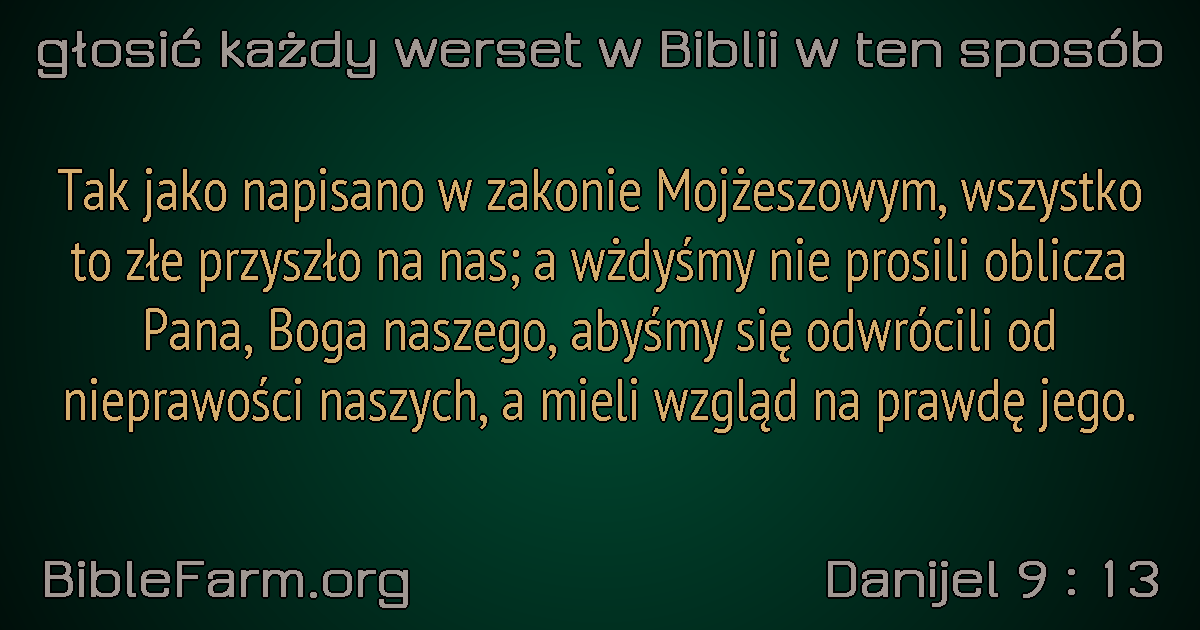 głosić każdy werset w Biblii w ten sposób
Tak jako napisano w zakonie Mojżeszowym, wszystko
to złe przyszło na nas; a wżdyśmy nie prosili oblicza
Pana, Boga naszego, abyśmy się odwrócili od
nieprawości naszych, a mieli wzgląd na prawdę jego.
BibleFarm.org
Danijel 9 : 13